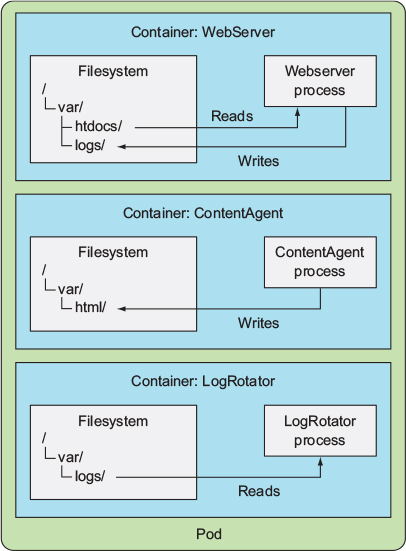 Container: WebServer
Filesystem
/
var/
htdocs/
logs/
Webserver
process
Reads
Writes
Container: ContentAgent
Filesystem
/
var/
html/
ContentAgent
process
Writes
Container: LogRotator
Filesystem
/
var/
logs/
LogRotator
process
Reads
Pod